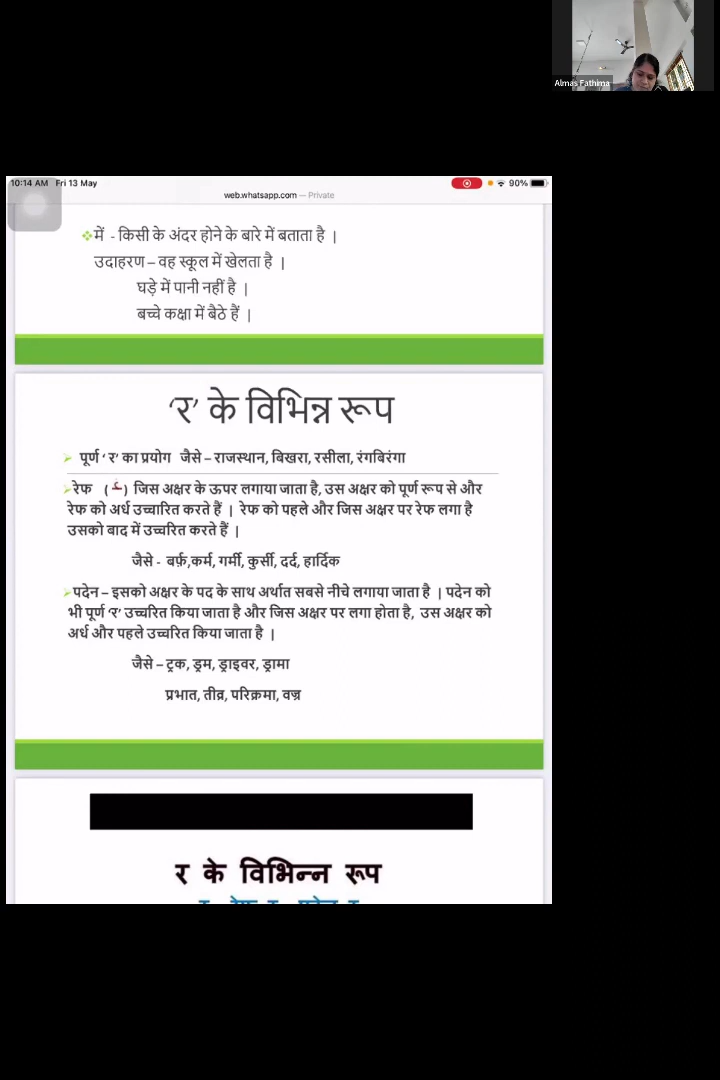 Almas Fathima
10:14 AM Fri 13 May
90%
web.whatsapp.com — Private
में - किसी के अंदर होने के बारे में बताता है |
उदाहरण – वह स्कूल में खेलता है |
घड़े में पानी नहीं है |
बच्चे कक्षा में बैठे हैं |
‘र’ के विभिन्न रूप
पूर्ण ‘ र’ का प्रयोग जैसे – राजस्थान, बिखरा, रसीला, रंगबिरंगा
रेफ ( र्) जिस अक्षर के ऊपर लगाया जाता है, उस अक्षर को पूर्ण रूप से और
रेफ को अर्ध उच्चारित करते हैं | रेफ को पहले और जिस अक्षर पर रेफ लगा है
उसको बाद में उच्चरित करते हैं |
जैसे - बर्फ़,कर्म, गर्मी, कुर्सी, दर्द, हार्दिक
पदेन – इसको अक्षर के पद के साथ अर्थात सबसे नीचे लगाया जाता है | पदेन को
भी पूर्ण ‘र’ उच्चरित किया जाता है और जिस अक्षर पर लगा होता है, उस अक्षर को
अर्ध और पहले उच्चरित किया जाता है |
जैसे – ट्रक, ड्रम, ड्राइवर, ड्रामा
प्रभात, तीव्र, परिक्रमा, वज्र
र के विभिन्न रूप